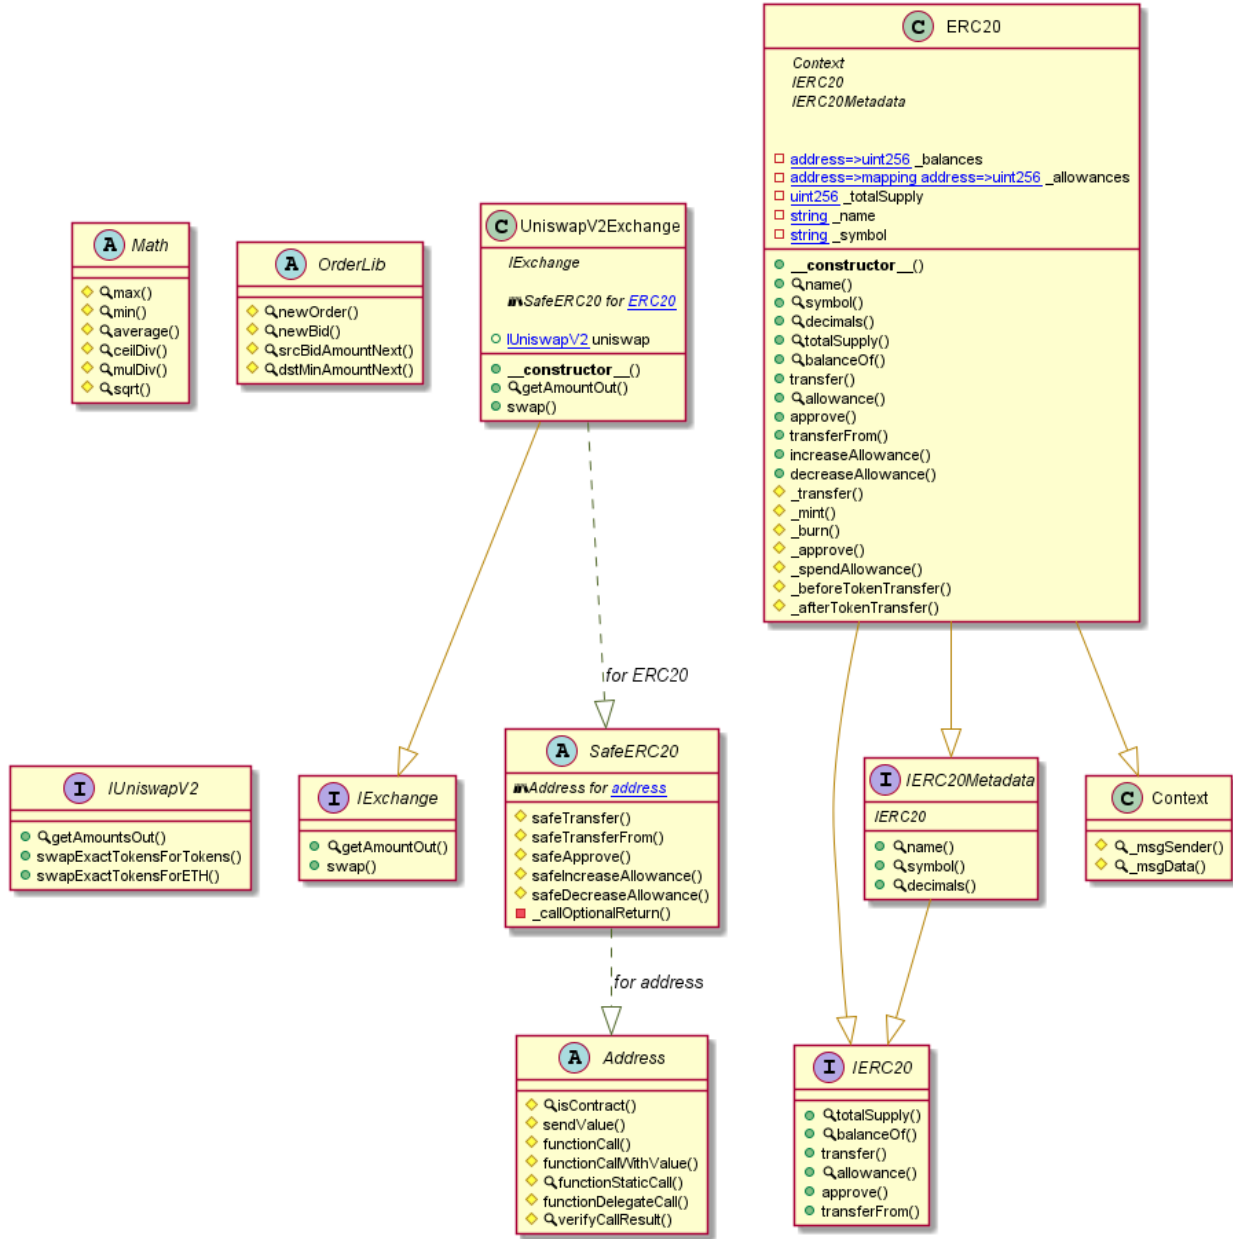 C ERC20
Context
IERC20
IERC20Metadata
address=>uint256 _balances
address=>mapping address=>uint256 _allowances
uint256 _totalSupply
string _name
string _symbol
__constructor__()
name()
symbol()
decimals()
totalSupply()
balanceOf()
transfer()
allowance()
approve()
transferFrom()
increaseAllowance()
decreaseAllowance()
_transfer()
_mint()
_burn()
_approve()
_spendAllowance()
_beforeTokenTransfer()
_afterTokenTransfer()
A Math
max()
min()
average()
ceilDiv()
mulDiv()
sqrt()
A OrderLib
newOrder()
newBid()
srcBidAmountNext()
dstMinAmountNext()
C UniswapV2Exchange
IExchange
SafeERC20 for ERC20
IUniswapV2 uniswap
__constructor__()
getAmountOut()
swap()
for ERC20
I IUniswapV2
getAmountsOut()
swapExactTokensForTokens()
swapExactTokensForETH()
I IExchange
getAmountOut()
swap()
A SafeERC20
Address for address
safeTransfer()
safeTransferFrom()
safeApprove()
safeIncreaseAllowance()
safeDecreaseAllowance()
_callOptionalReturn()
I IERC20Metadata
IERC20
name()
symbol()
decimals()
C Context
_msgSender()
_msgData()
for address
A Address
isContract()
sendValue()
functionCall()
functionCallWithValue()
functionStaticCall()
functionDelegateCall()
verifyCallResult()
I IERC20
totalSupply()
balanceOf()
transfer()
allowance()
approve()
transferFrom()